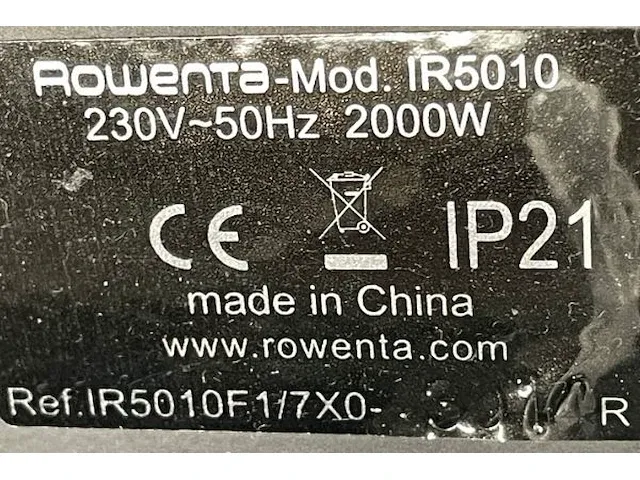 Rowenta-Mod. IR5010
230V~50Hz 2000W
CE IP21
made in China
www.rowenta.com
Ref.IR5010F1/7X0- R